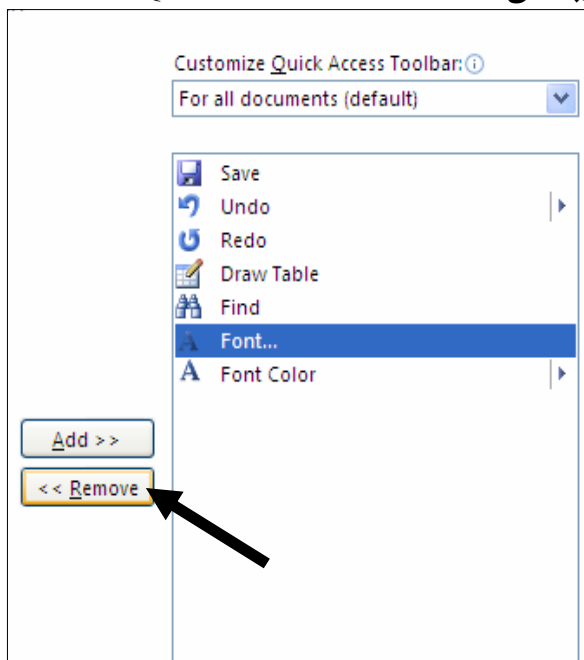 Customize Quick Access Toolbar:
For all documents (default)
Save
Undo
Redo
Draw Table
Find
Font...
Font Color
Add >>
<< Remove